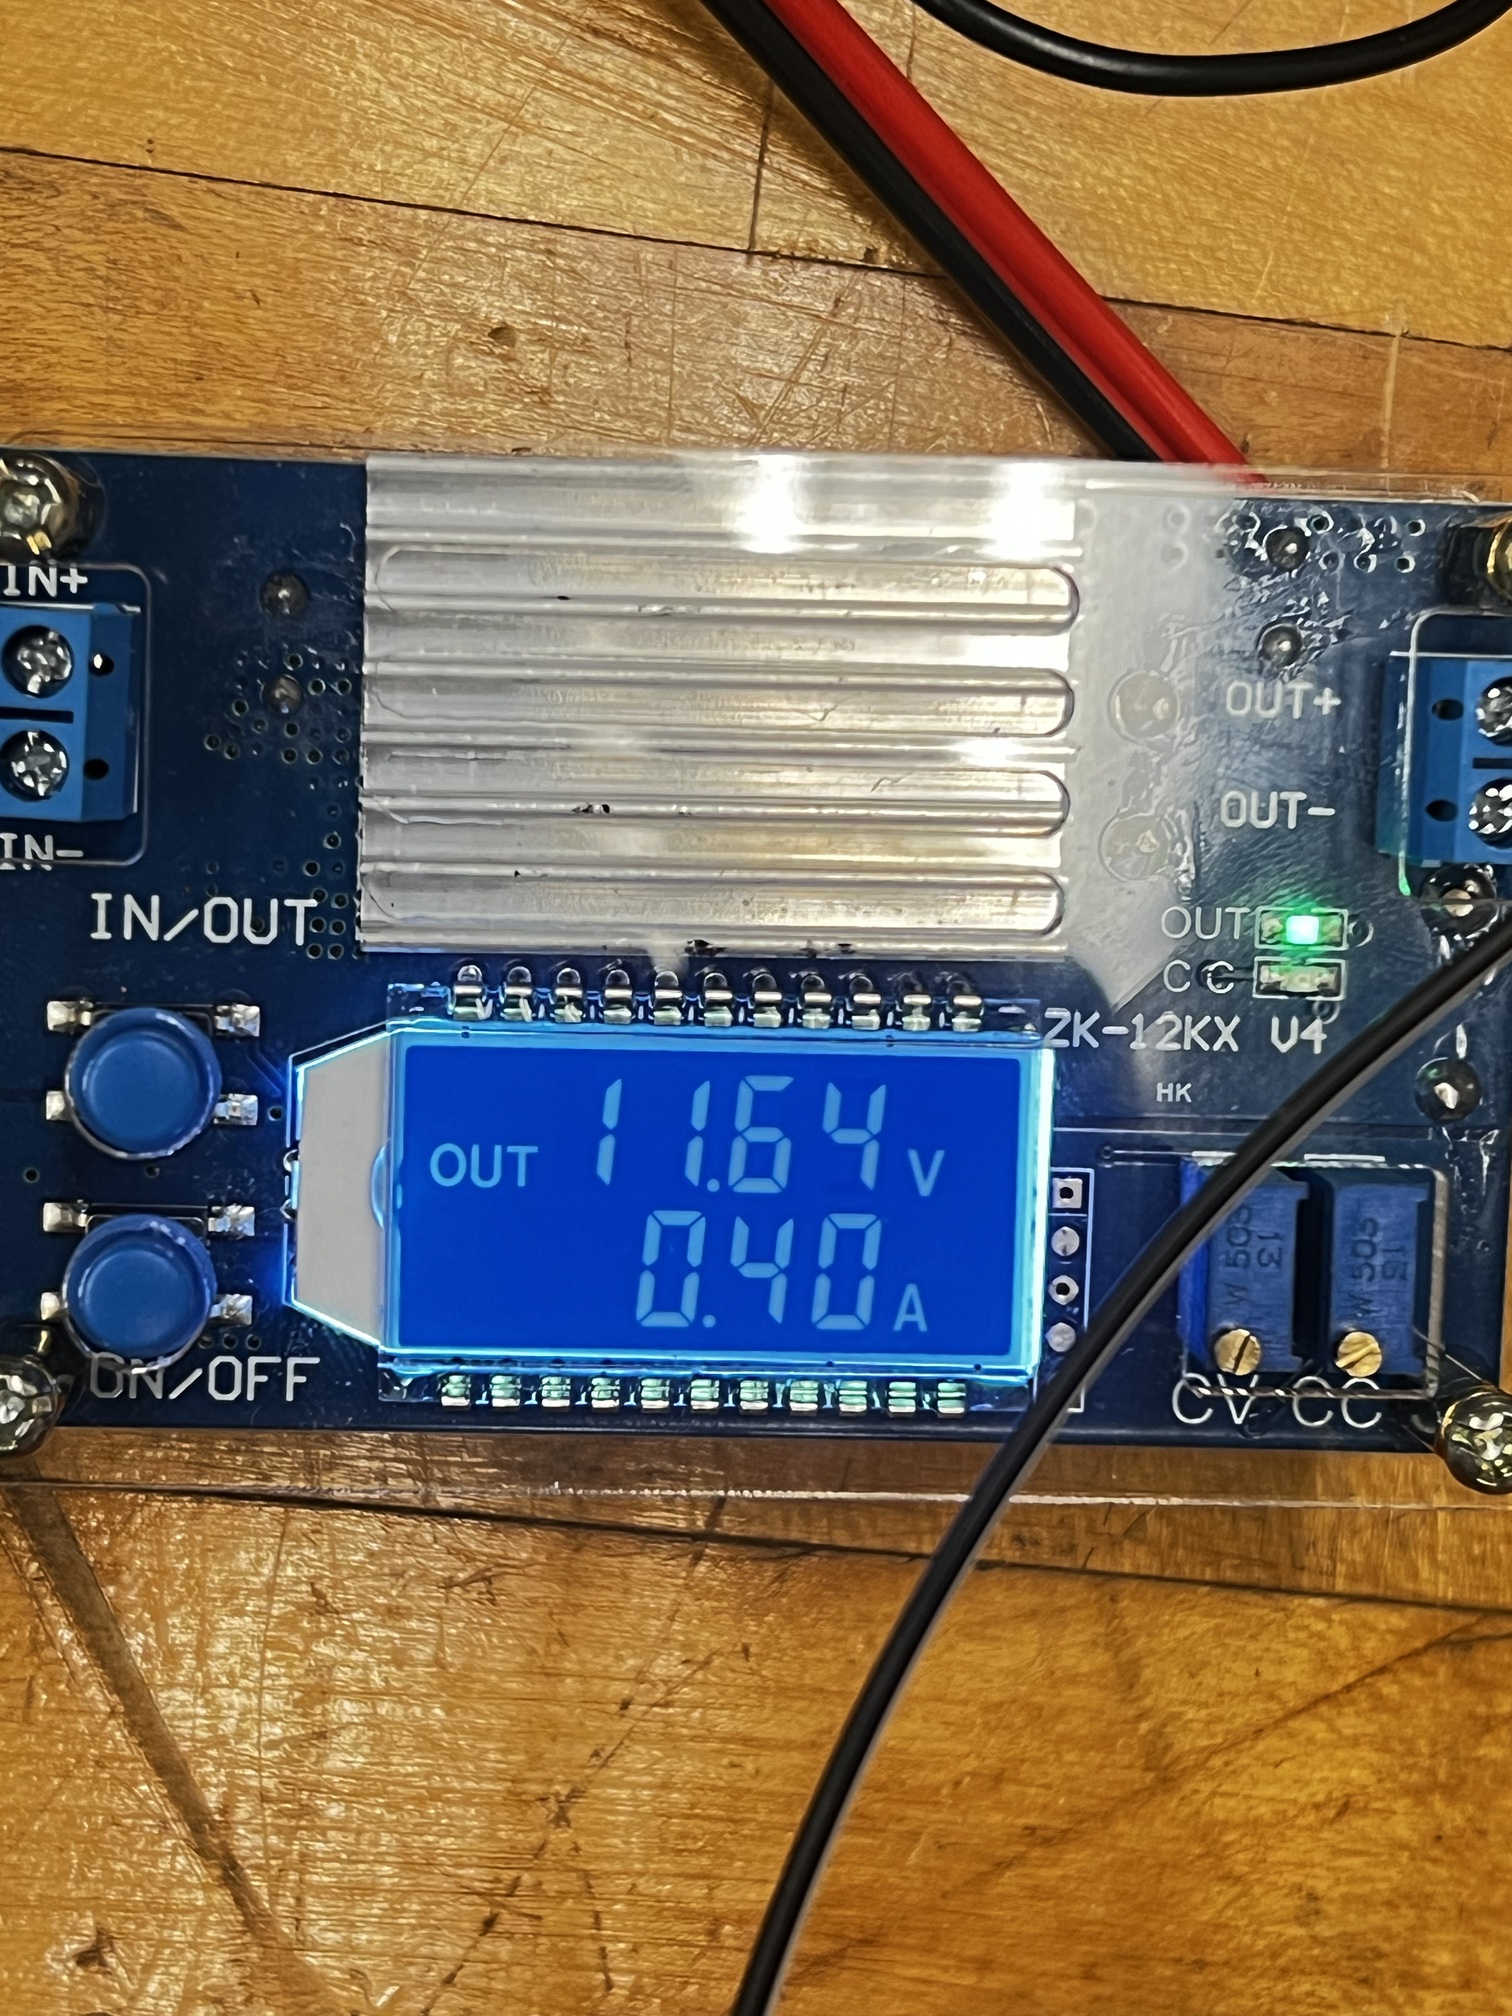 IN+
IN-
IN/OUT
OUT+
OUT-
OUT
CC
ZK-12KX V4
HK
OUT 11.64 V
0.40 A
ON/OFF
CV CC